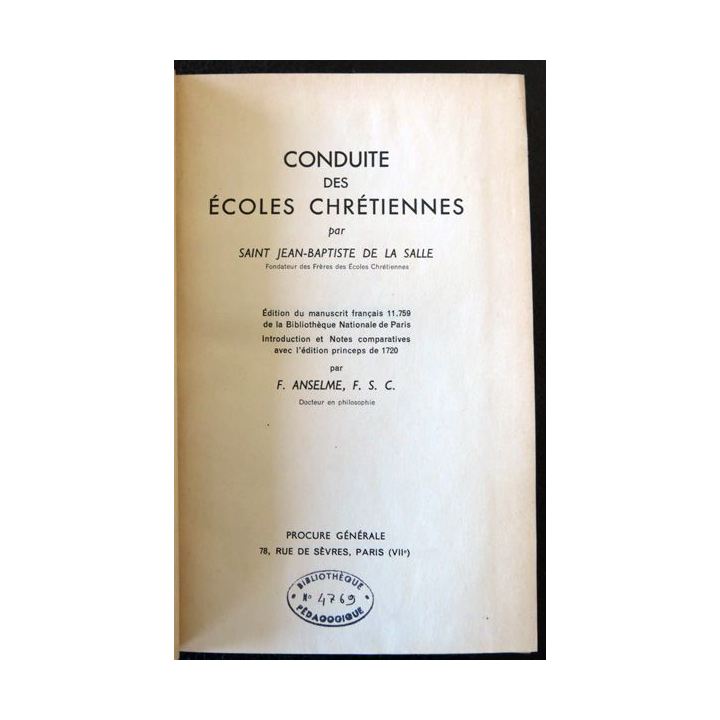 CONDUITE
DES
ÉCOLES CHRÉTIENNES
par
SAINT JEAN-BAPTISTE DE LA SALLE
Fondateur des Frères des Écoles Chrétiennes
Édition du manuscrit français 11.759
de la Bibliothèque Nationale de Paris
Introduction et Notes comparatives
avec l'édition princeps de 1720
par
F. ANSELME, F. S. C.
Docteur en philosophie
PROCURE GÉNÉRALE
78, RUE DE SÈVRES, PARIS (VIIe)
BIBLIOTHÈQUE
No 4769
PÉDAGOGIQUE